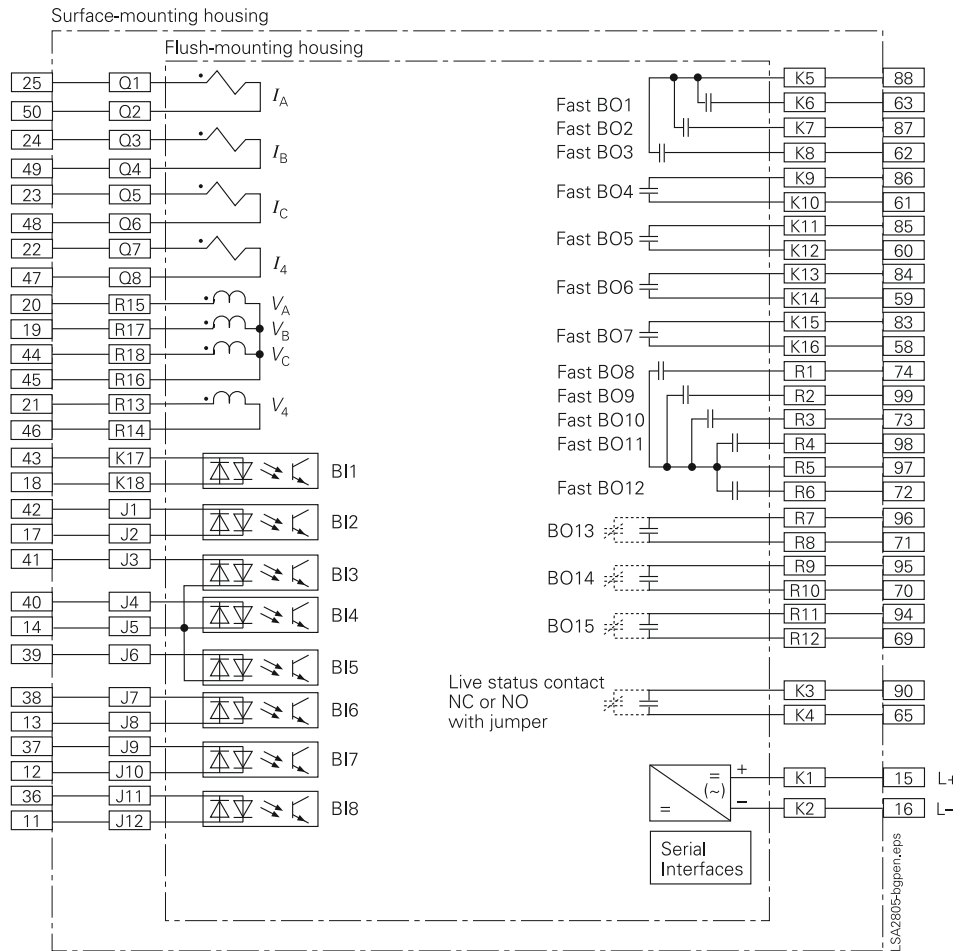 Surface-mounting housing
Flush-mounting housing
25 Q1
I_A
50 Q2
24 Q3
I_B
49 Q4
23 Q5
I_C
48 Q6
22 Q7
I_4
47 Q8
20 R15 V_A
19 R17 V_B
44 R18 V_C
45 R16
21 R13 V_4
46 R14
43 K17
BI1
18 K18
42 J1
BI2
17 J2
41 J3
BI3
40 J4
BI4
14 J5
39 J6
BI5
38 J7
BI6
13 J8
37 J9
BI7
12 J10
36 J11
BI8
11 J12
K5 88
Fast BO1 K6 63
Fast BO2 K7 87
Fast BO3 K8 62
K9 86
Fast BO4
K10 61
K11 85
Fast BO5
K12 60
K13 84
Fast BO6
K14 59
K15 83
Fast BO7
K16 58
Fast BO8 R1 74
Fast BO9 R2 99
Fast BO10 R3 73
Fast BO11 R4 98
R5 97
Fast BO12 R6 72
R7 96
BO13
R8 71
R9 95
BO14
R10 70
R11 94
BO15
R12 69
Live status contact
NC or NO
with jumper
K3 90
K4 65
= (~) =
+ K1 15 L+
– K2 16 L–
Serial
Interfaces
LSA2805-bgpen.eps